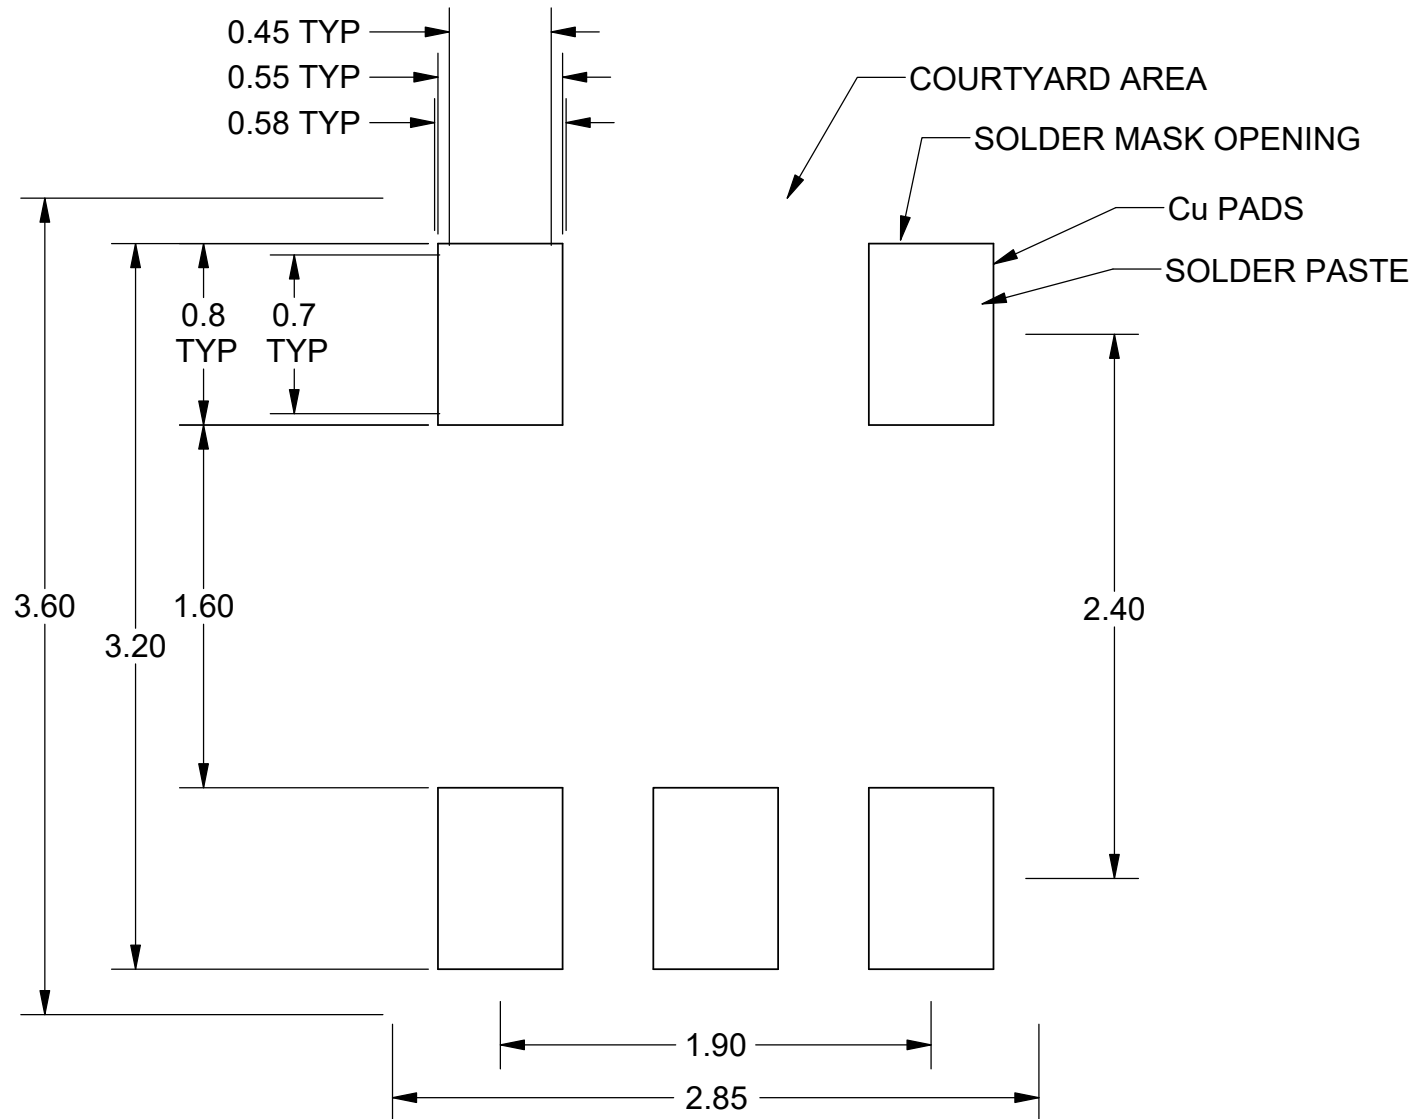 0.45 TYP
0.55 TYP
0.58 TYP
COURTYARD AREA
SOLDER MASK OPENING
Cu PADS
SOLDER PASTE
0.8
TYP
0.7
TYP
3.60
3.20
1.60
2.40
1.90
2.85